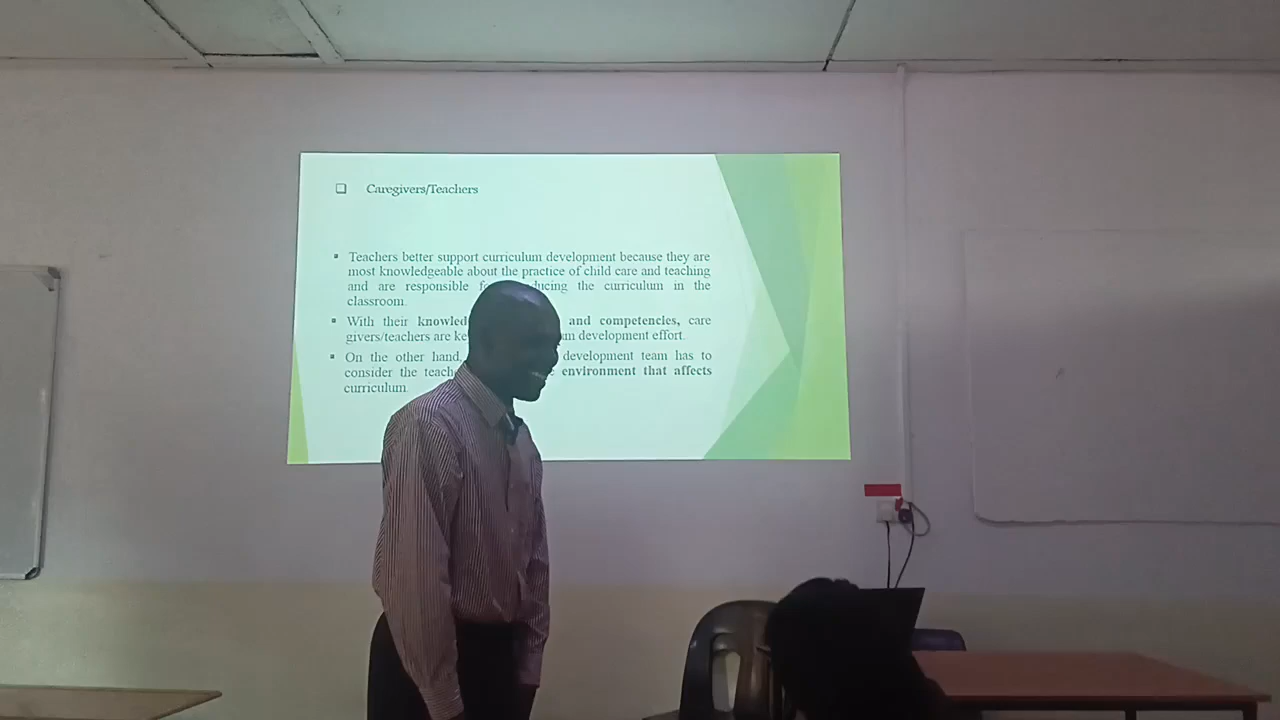 Caregivers/Teachers
Teachers better support curriculum development because they are
most knowledgeable about the practice of child care and teaching
and are responsible ducing the curriculum in the
classroom.
With their knowled and competencies, care
givers/teachers are ke development effort.
On the other hand, development team has to
consider the teach environment that affects
curriculum.